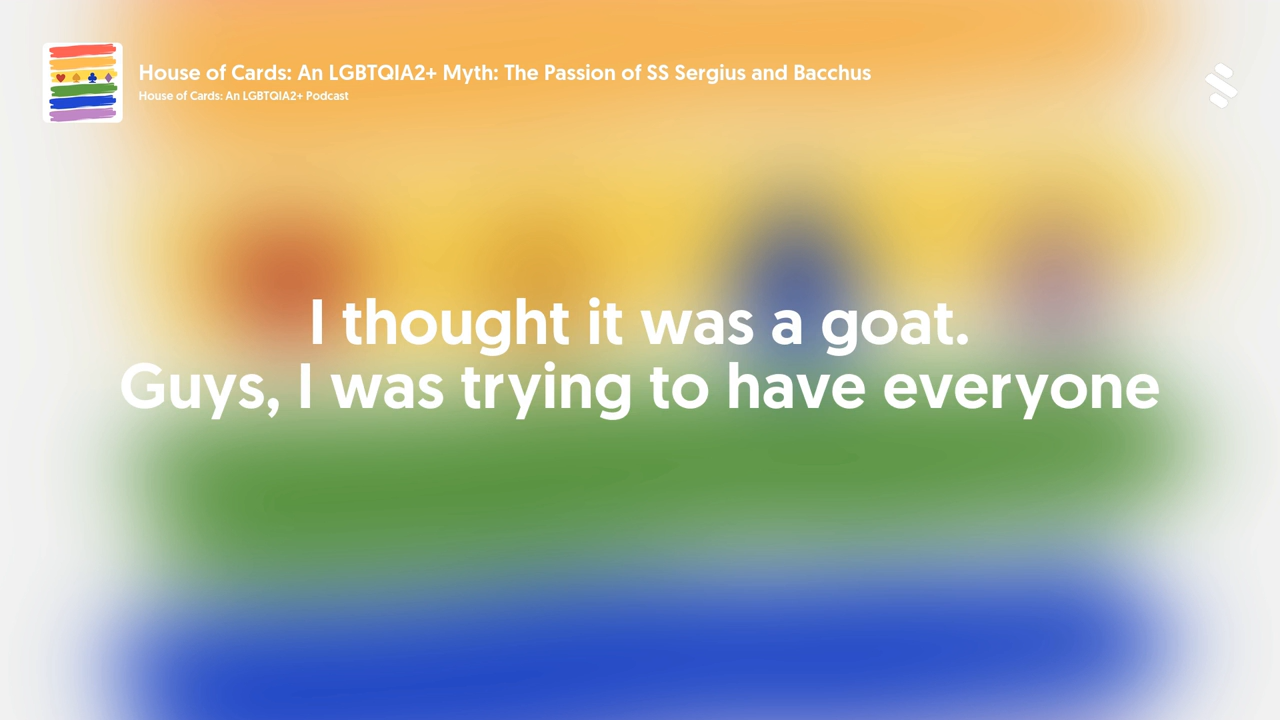 House of Cards: An LGBTQIA2+ Myth: The Passion of SS Sergius and Bacchus
House of Cards: An LGBTQIA2+ Podcast
I thought it was a goat.
Guys, I was trying to have everyone